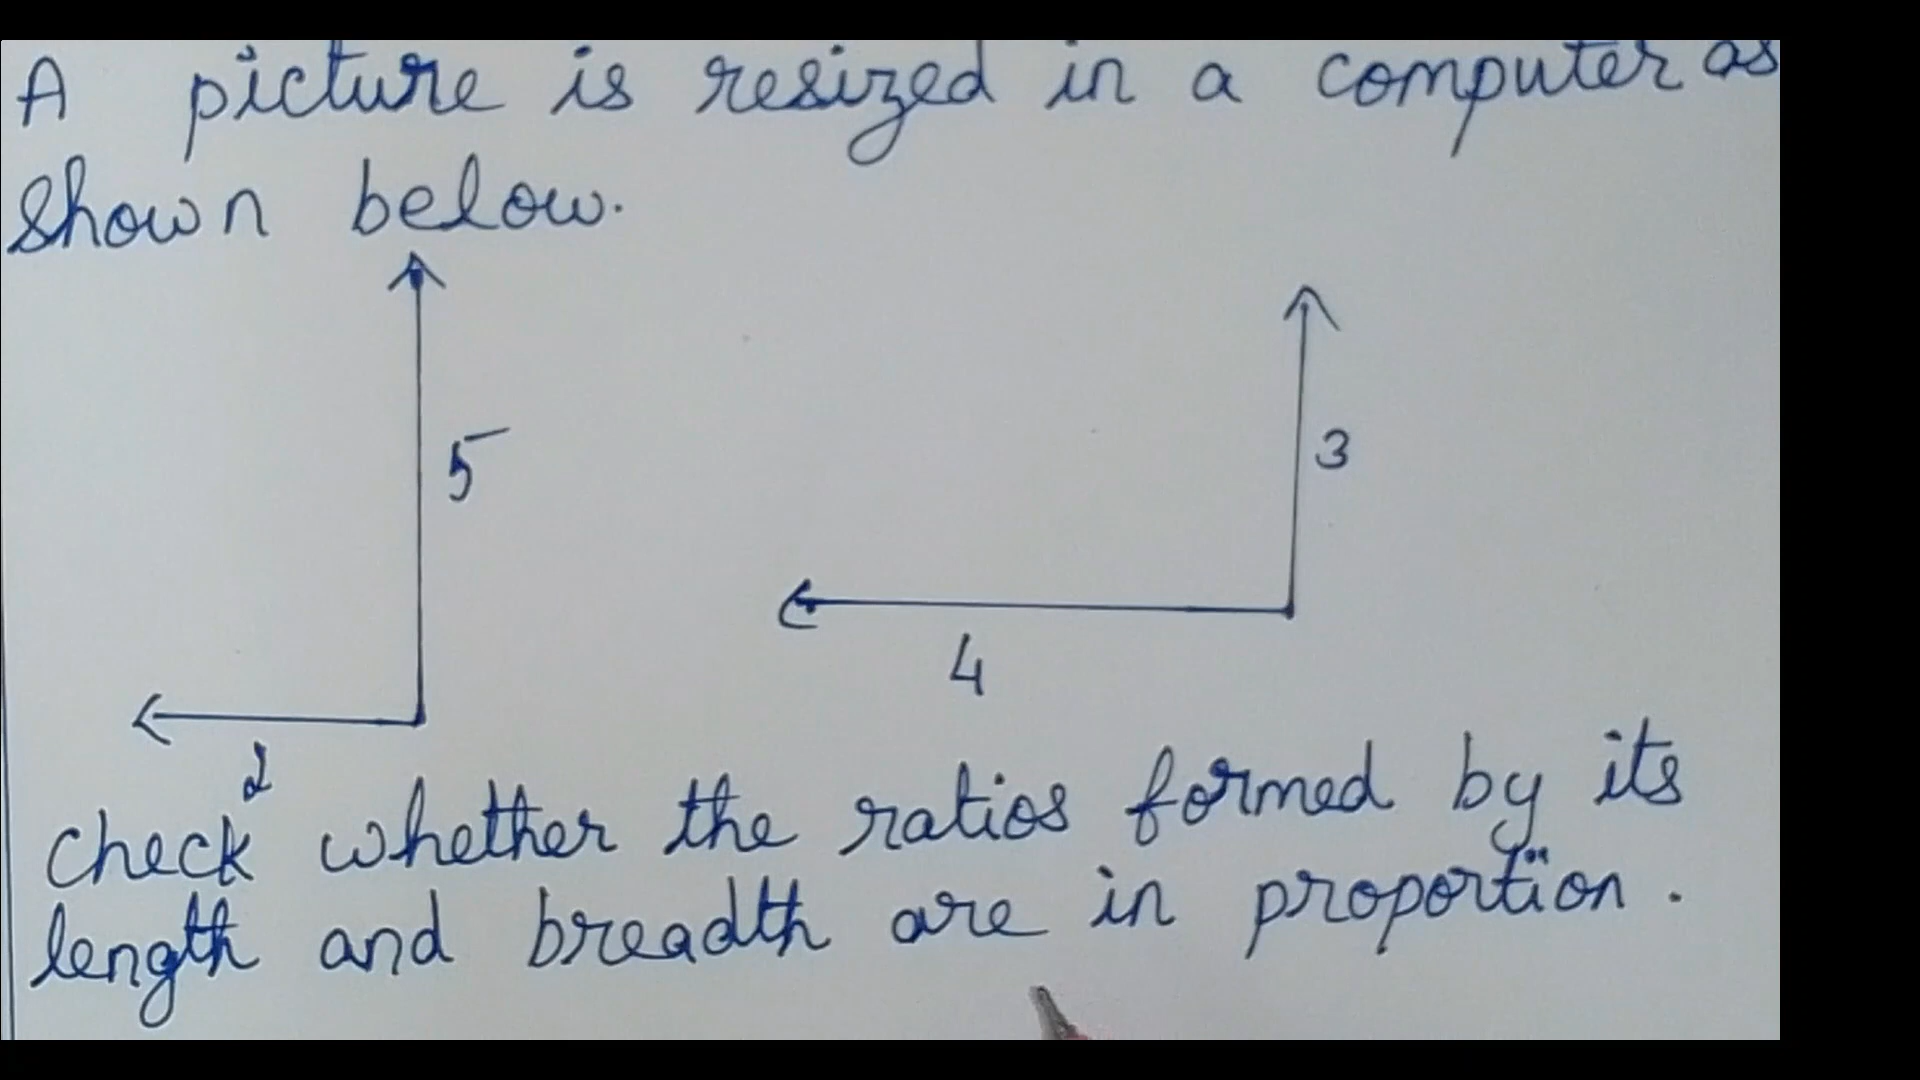 A picture is resized in a computer as
shown below.
5
3
4
2
check whether the ratios formed by its
length and breadth are in proportion.